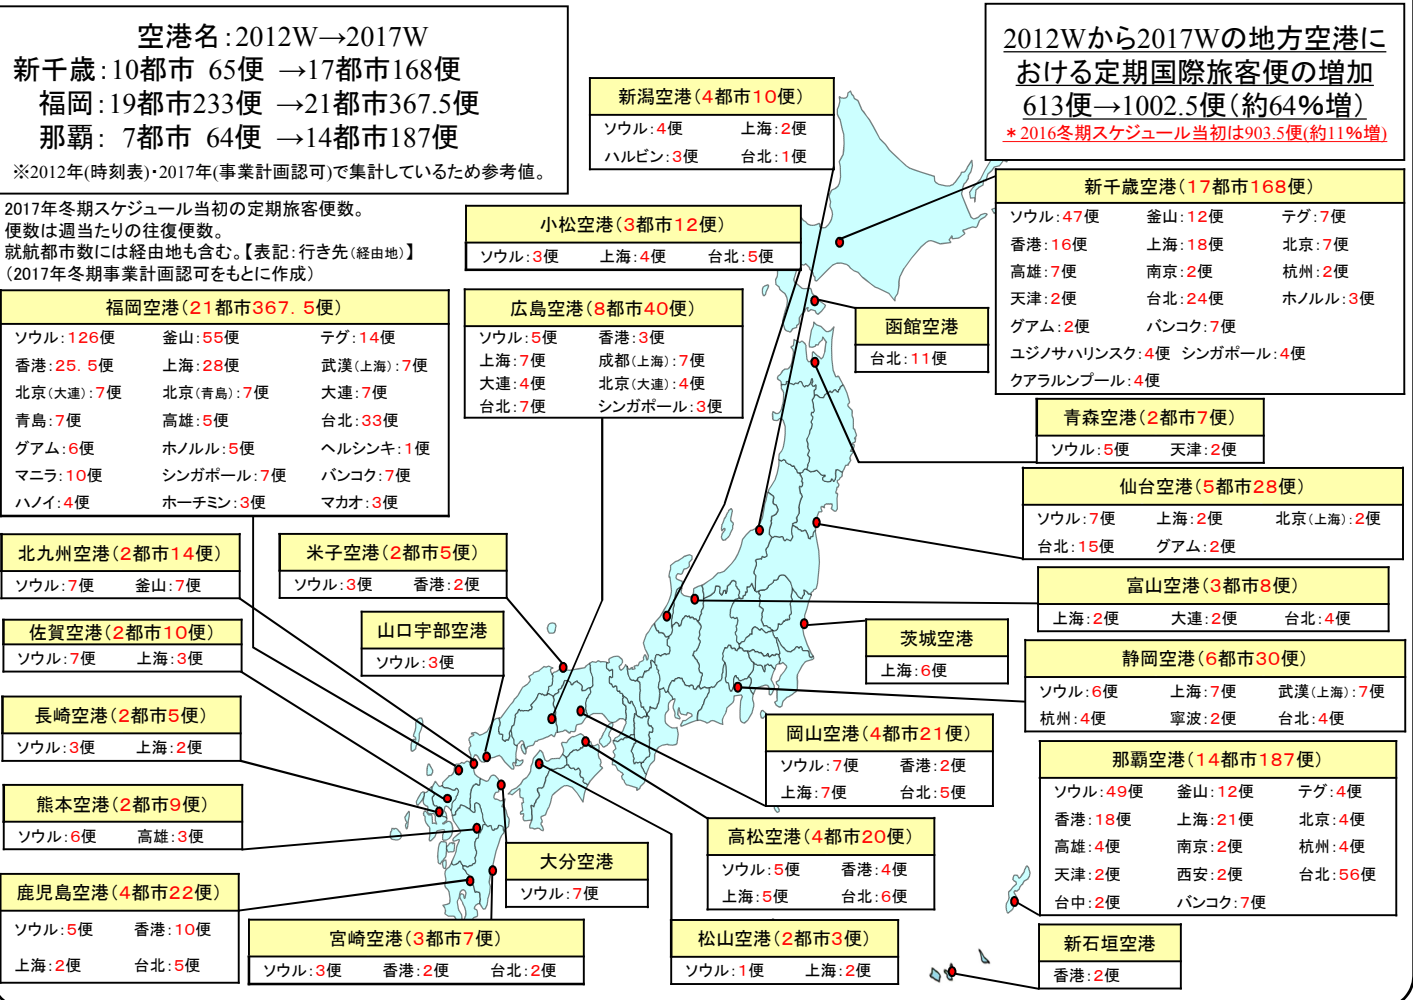 空港名：2012W→2017W
新千歳：10都市 65便 →17都市168便
福岡：19都市233便 →21都市367.5便
那覇： 7都市 64便 →14都市187便
※2012年(時刻表)・2017年(事業計画認可)で集計しているため参考値。
2012Wから2017Wの地方空港に
おける定期国際旅客便の増加
613便→1002.5便（約64％増）
＊2016冬期スケジュール当初は903.5便(約11％増)
2017年冬期スケジュール当初の定期旅客便数。
便数は週当たりの往復便数。
就航都市数には経由地も含む。【表記：行き先（経由地）】
（2017年冬期事業計画認可をもとに作成）
新潟空港（４都市１０便）
ソウル：４便 上海：２便
ハルビン：３便 台北：１便
小松空港（３都市１２便）
ソウル：３便 上海：４便 台北：５便
新千歳空港（１７都市１６８便）
ソウル：４７便 釜山：１２便 テグ：７便
香港：１６便 上海：１８便 北京：７便
高雄：７便 南京：２便 杭州：２便
天津：２便 台北：２４便 ホノルル：３便
グアム：２便 バンコク：７便
ユジノサハリンスク：４便 シンガポール：４便
クアラルンプール：４便
函館空港
台北：１１便
福岡空港（２１都市３６７．５便）
ソウル：１２６便 釜山：５５便 テグ：１４便
香港：２５．５便 上海：２８便 武漢（上海）：７便
北京（大連）：７便 北京（青島）：７便 大連：７便
青島：７便 高雄：５便 台北：３３便
グアム：６便 ホノルル：５便 ヘルシンキ：１便
マニラ：１０便 シンガポール：７便 バンコク：７便
ハノイ：４便 ホーチミン：３便 マカオ：３便
広島空港（８都市４０便）
ソウル：５便 香港：３便
上海：７便 成都（上海）：７便
大連：４便 北京（大連）：４便
台北：７便 シンガポール：３便
青森空港（２都市７便）
ソウル：５便 天津：２便
仙台空港（５都市２８便）
ソウル：７便 上海：２便 北京（上海）：２便
台北：１５便 グアム：２便
北九州空港（２都市１４便）
ソウル：７便 釜山：７便
米子空港（２都市５便）
ソウル：３便 香港：２便
富山空港（３都市８便）
上海：２便 大連：２便 台北：４便
佐賀空港（２都市１０便）
ソウル：７便 上海：３便
山口宇部空港
ソウル：３便
茨城空港
上海：６便
静岡空港（６都市３０便）
ソウル：６便 上海：７便 武漢（上海）：７便
杭州：４便 寧波：２便 台北：４便
長崎空港（２都市５便）
ソウル：３便 上海：２便
岡山空港（４都市２１便）
ソウル：７便 香港：２便
上海：７便 台北：５便
那覇空港（１４都市１８７便）
ソウル：４９便 釜山：１２便 テグ：４便
香港：１８便 上海：２１便 北京：４便
高雄：４便 南京：２便 杭州：４便
天津：２便 西安：２便 台北：５６便
台中：２便 バンコク：７便
熊本空港（２都市９便）
ソウル：６便 高雄：３便
高松空港（４都市２０便）
ソウル：５便 香港：４便
上海：５便 台北：６便
大分空港
ソウル：７便
鹿児島空港（４都市２２便）
ソウル：５便 香港：１０便
上海：２便 台北：５便
宮崎空港（３都市７便）
ソウル：３便 香港：２便 台北：２便
松山空港（２都市３便）
ソウル：１便 上海：２便
新石垣空港
香港：２便